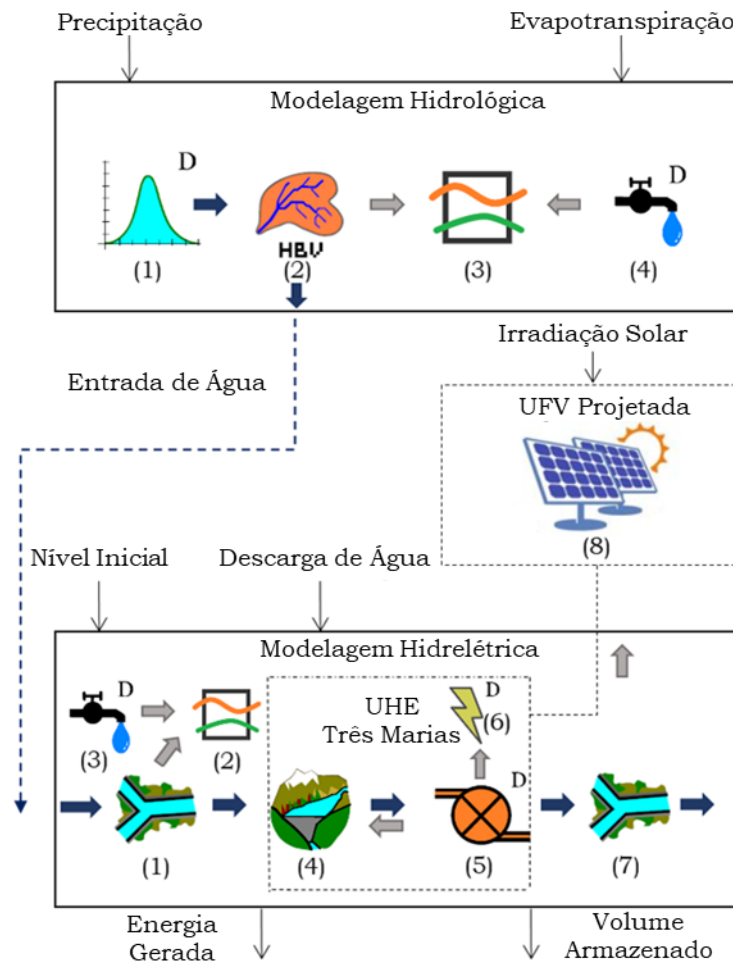 Precipitação
Evapotranspiração
Modelagem Hidrológica
D
D
HBV
(1)
(2)
(3)
(4)
Entrada de Água
Irradiação Solar
UFV Projetada
(8)
Nível Inicial
Descarga de Água
Modelagem Hidrelétrica
D
UHE
Três Marias
D
(6)
(3)
(2)
D
(1)
(4)
(5)
(7)
Energia
Gerada
Volume
Armazenado